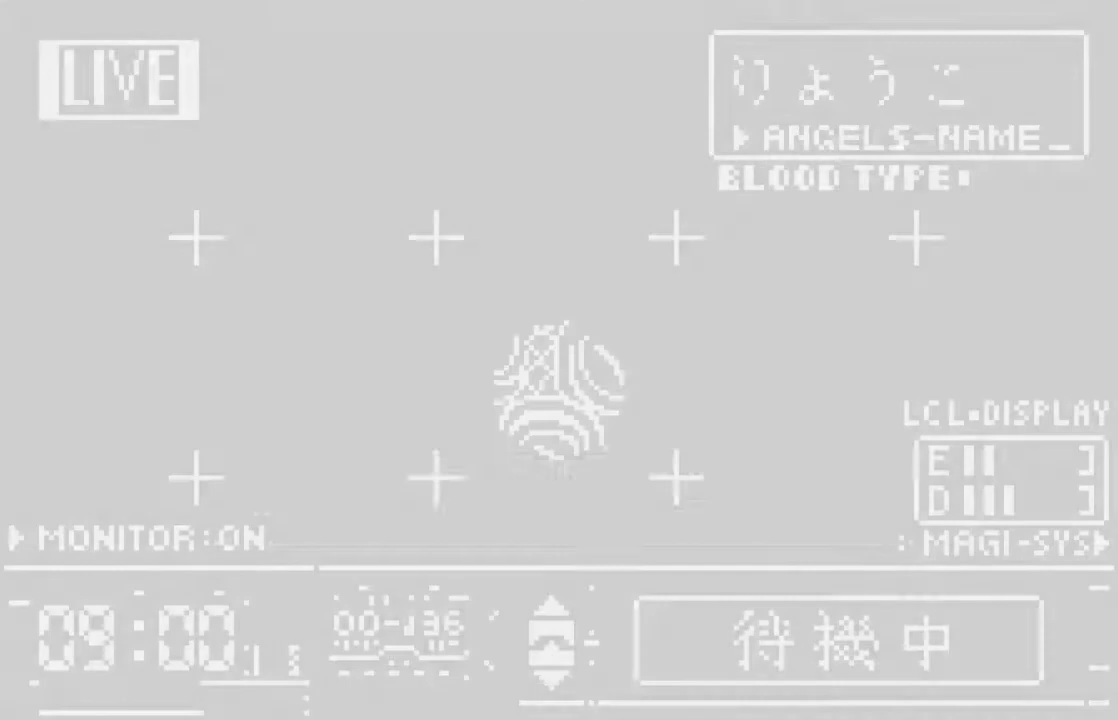 LIVE
りょうこ
ANGELS-NAME_
BLOOD TYPE
LCL•DISPLAY
E
D
MONITOR:ON
MAGI-SYS
09:00
待機中